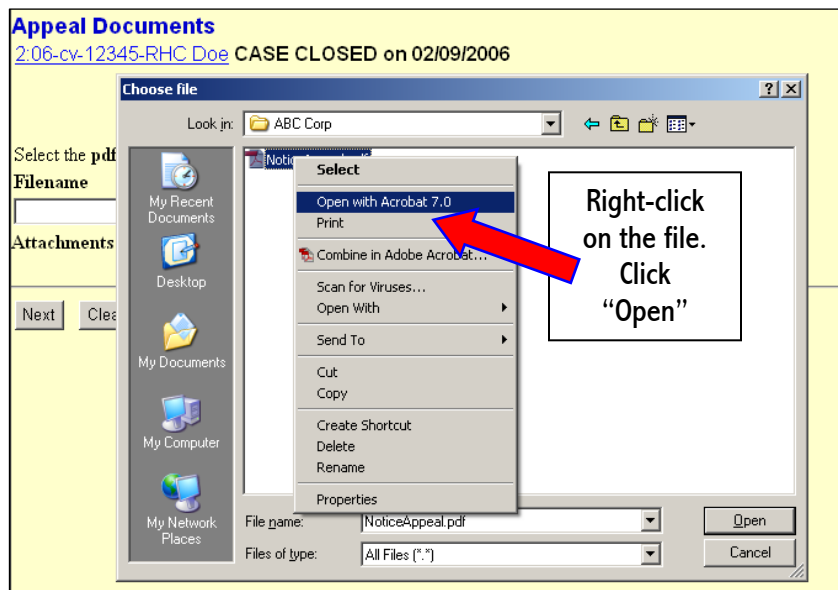 Appeal Documents
2:06-cv-12345-RHC Doe CASE CLOSED on 02/09/2006
Choose file
Look in: ABC Corp
Select the pdf
Filename
Attachments
Next Clea
My Recent
Documents
Desktop
My Documents
My Computer
My Network
Places
Select
Open with Acrobat 7.0
Print
Combine in Adobe Acrobat...
Scan for Viruses...
Open With
Send To
Cut
Copy
Create Shortcut
Delete
Rename
Properties
Right-click
on the file.
Click
“Open”
File name: NoticeAppeal.pdf Open
Files of type: All Files (*.*) Cancel